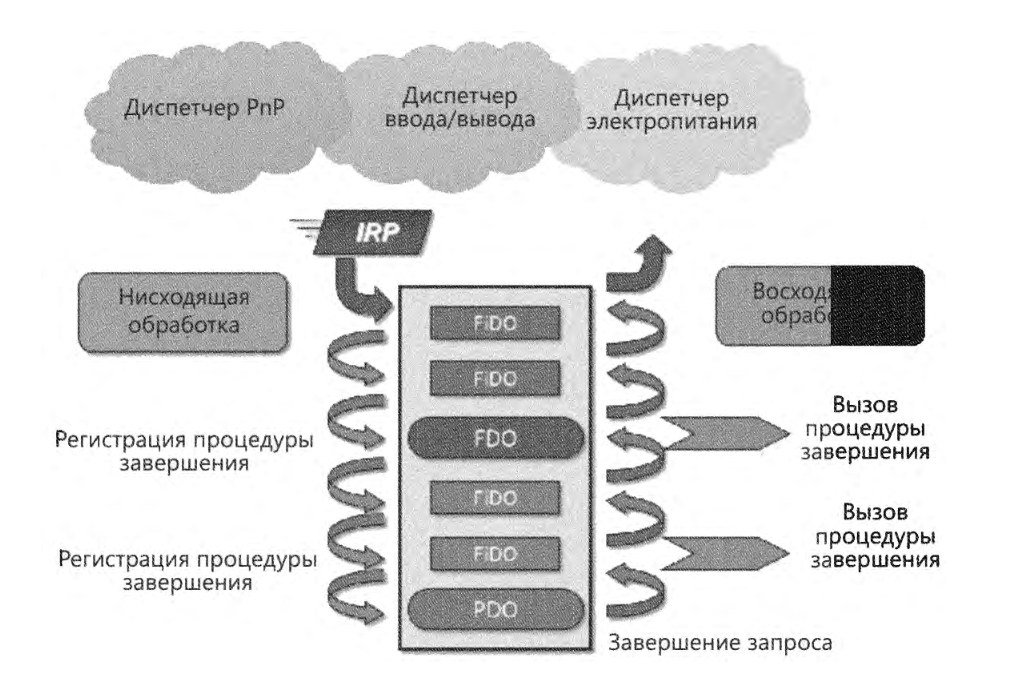 Диспетчер PnP
Диспетчер
ввода/вывода
Диспетчер
электропитания
IRP
Нисходящая
обработка
FiDO
FiDO
FDO
FiDO
FiDO
PDO
Регистрация процедуры
завершения
Регистрация процедуры
завершения
Вызов
процедуры
завершения
Вызов
процедуры
завершения
Завершение запроса